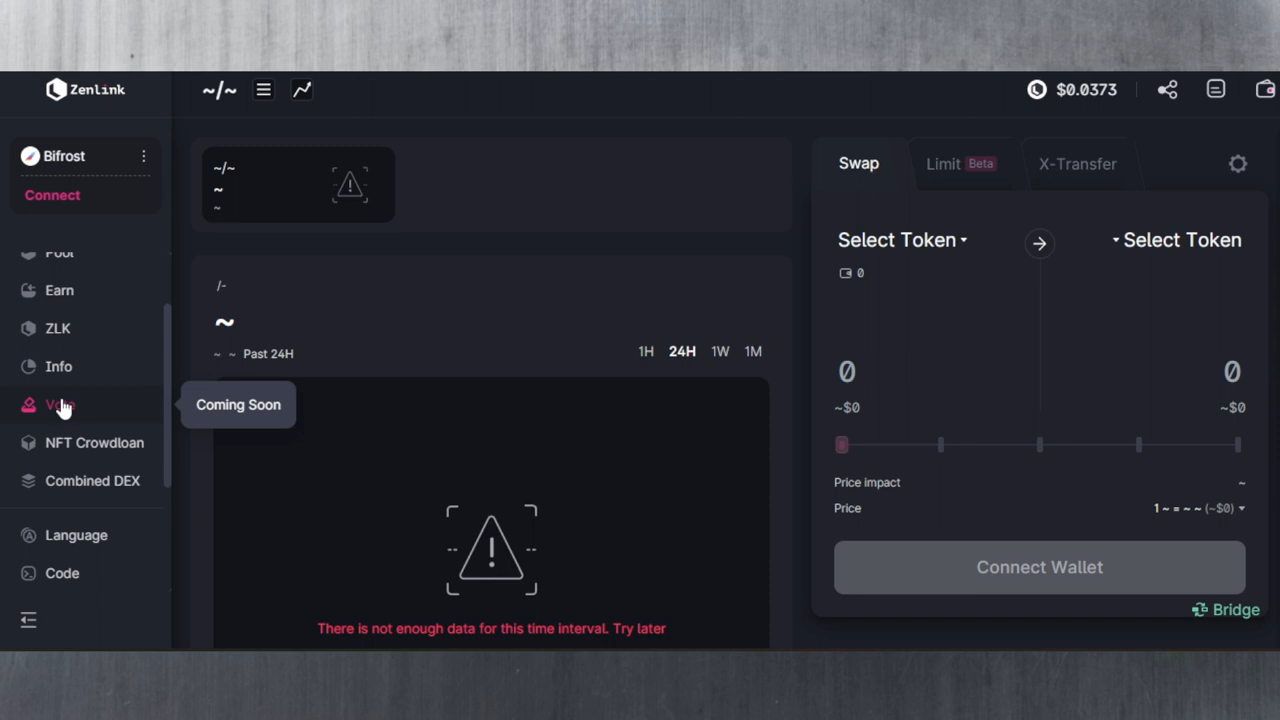 Zenlink
~/~
$0.0373
Bifrost
Connect
Earn
ZLK
Info
Coming Soon
NFT Crowdloan
Combined DEX
Language
Code
~/~
~
~
/-
~
~ ~ Past 24H
1H 24H 1W 1M
There is not enough data for this time interval. Try later
Swap
Limit Beta
X-Transfer
Select Token
Select Token
0
0
0
~$0
~$0
Price impact
~
Price
1 ~ = ~ ~ (~$0)
Connect Wallet
Bridge